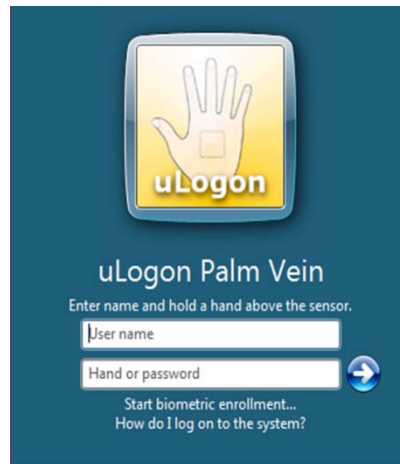 uLogon
uLogon Palm Vein
Enter name and hold a hand above the sensor.
User name
Hand or password
Start biometric enrollment...
How do I log on to the system?